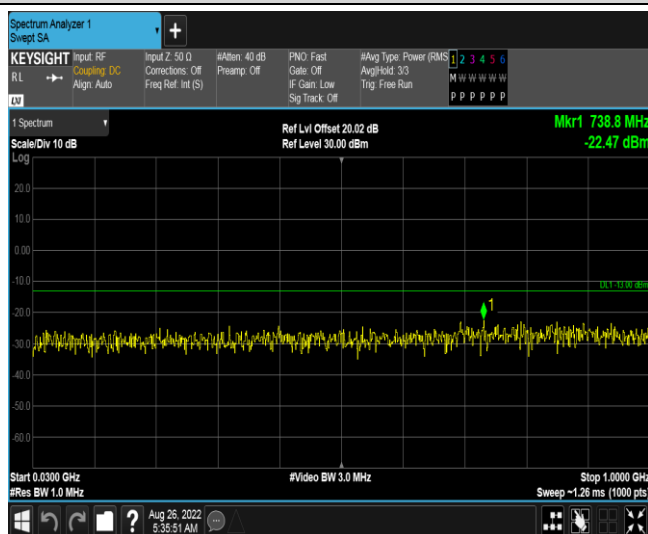 Spectrum Analyzer 1
Swept SA
+
KEYSIGHT
RL
LXI
Input: RF
Coupling: DC
Align: Auto
Input Z: 50 Ω
Corrections: Off
Freq Ref: Int (S)
#Atten: 40 dB
Preamp: Off
PNO: Fast
Gate: Off
IF Gain: Low
Sig Track: Off
#Avg Type: Power (RMS
Avg|Hold: 3/3
Trig: Free Run
1 2 3 4 5 6
M W W W W W
P P P P P P
1 Spectrum
Scale/Div 10 dB
Log
Ref Lvl Offset 20.02 dB
Ref Level 30.00 dBm
Mkr1 738.8 MHz
-22.47 dBm
20.0
10.0
0.00
-10.0
-20.0
-30.0
-40.0
-50.0
-60.0
DL1 -13.00 dBm
1
Start 0.0300 GHz
#Res BW 1.0 MHz
#Video BW 3.0 MHz
Stop 1.0000 GHz
Sweep ~1.26 ms (1000 pts)
?
Aug 26, 2022
5:35:51 AM